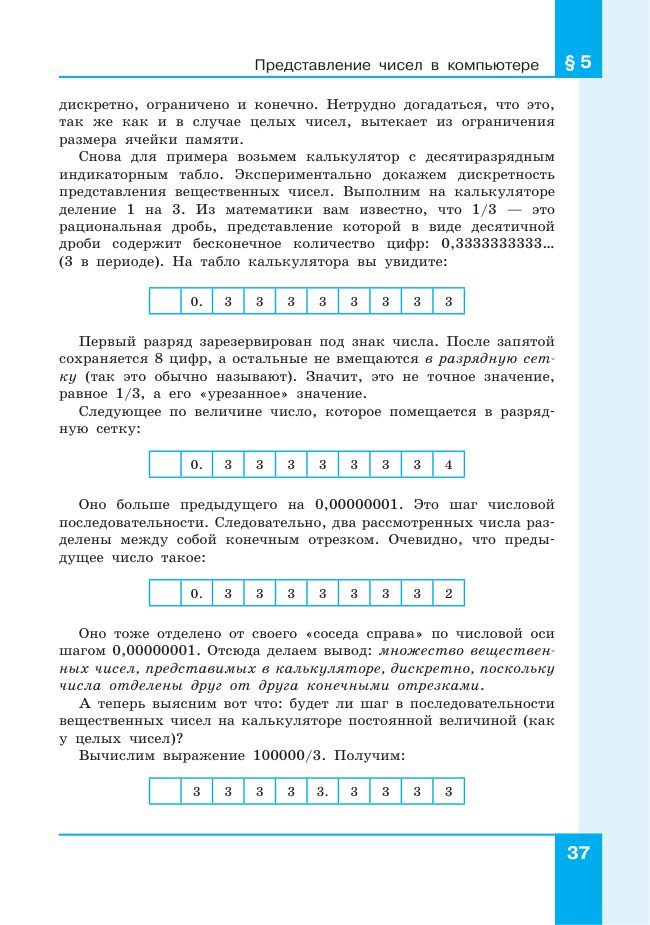 Представление чисел в компьютере
§ 5
дискретно, ограничено и конечно. Нетрудно догадаться, что это,
так же как и в случае целых чисел, вытекает из ограничения
размера ячейки памяти.
Снова для примера возьмем калькулятор с десятиразрядным
индикаторным табло. Экспериментально докажем дискретность
представления вещественных чисел. Выполним на калькуляторе
деление 1 на 3. Из математики вам известно, что 1/3 — это
рациональная дробь, представление которой в виде десятичной
дроби содержит бесконечное количество цифр: 0,3333333333...
(3 в периоде). На табло калькулятора вы увидите:
0. 3 3 3 3 3 3 3 3
Первый разряд зарезервирован под знак числа. После запятой
сохраняется 8 цифр, а остальные не вмещаются в разрядную сет-
ку (так это обычно называют). Значит, это не точное значение,
равное 1/3, а его «урезанное» значение.
Следующее по величине число, которое помещается в разряд-
ную сетку:
0. 3 3 3 3 3 3 3 4
Оно больше предыдущего на 0,00000001. Это шаг числовой
последовательности. Следовательно, два рассмотренных числа раз-
делены между собой конечным отрезком. Очевидно, что преды-
дущее число такое:
0. 3 3 3 3 3 3 3 2
Оно тоже отделено от своего «соседа справа» по числовой оси
шагом 0,00000001. Отсюда делаем вывод: множество веществен-
ных чисел, представимых в калькуляторе, дискретно, поскольку
числа отделены друг от друга конечными отрезками.
А теперь выясним вот что: будет ли шаг в последовательности
вещественных чисел на калькуляторе постоянной величиной (как
у целых чисел)?
Вычислим выражение 100000/3. Получим:
3 3 3 3 3. 3 3 3 3
37